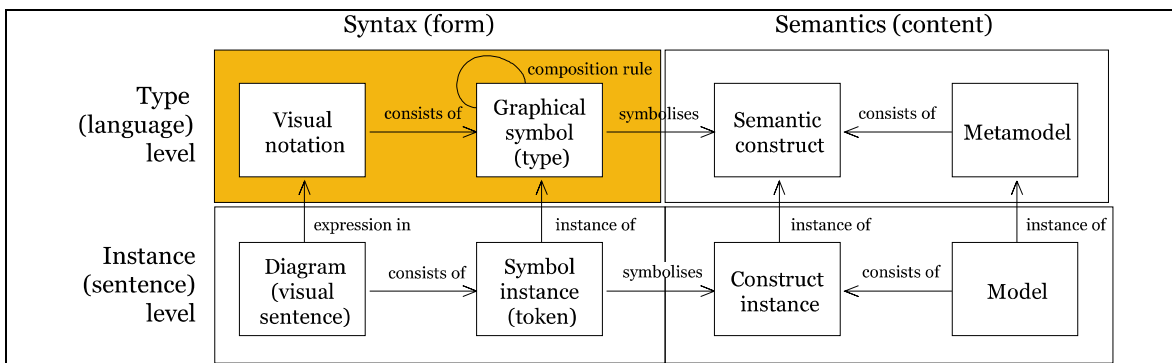 Syntax (form)
Semantics (content)
Type
(language)
level
composition rule
Visual
notation
consists of
Graphical
symbol
(type)
symbolises
Semantic
construct
consists of
Metamodel
expression in
instance of
instance of
instance of
Instance
(sentence)
level
Diagram
(visual
sentence)
consists of
Symbol
instance
(token)
symbolises
Construct
instance
consists of
Model